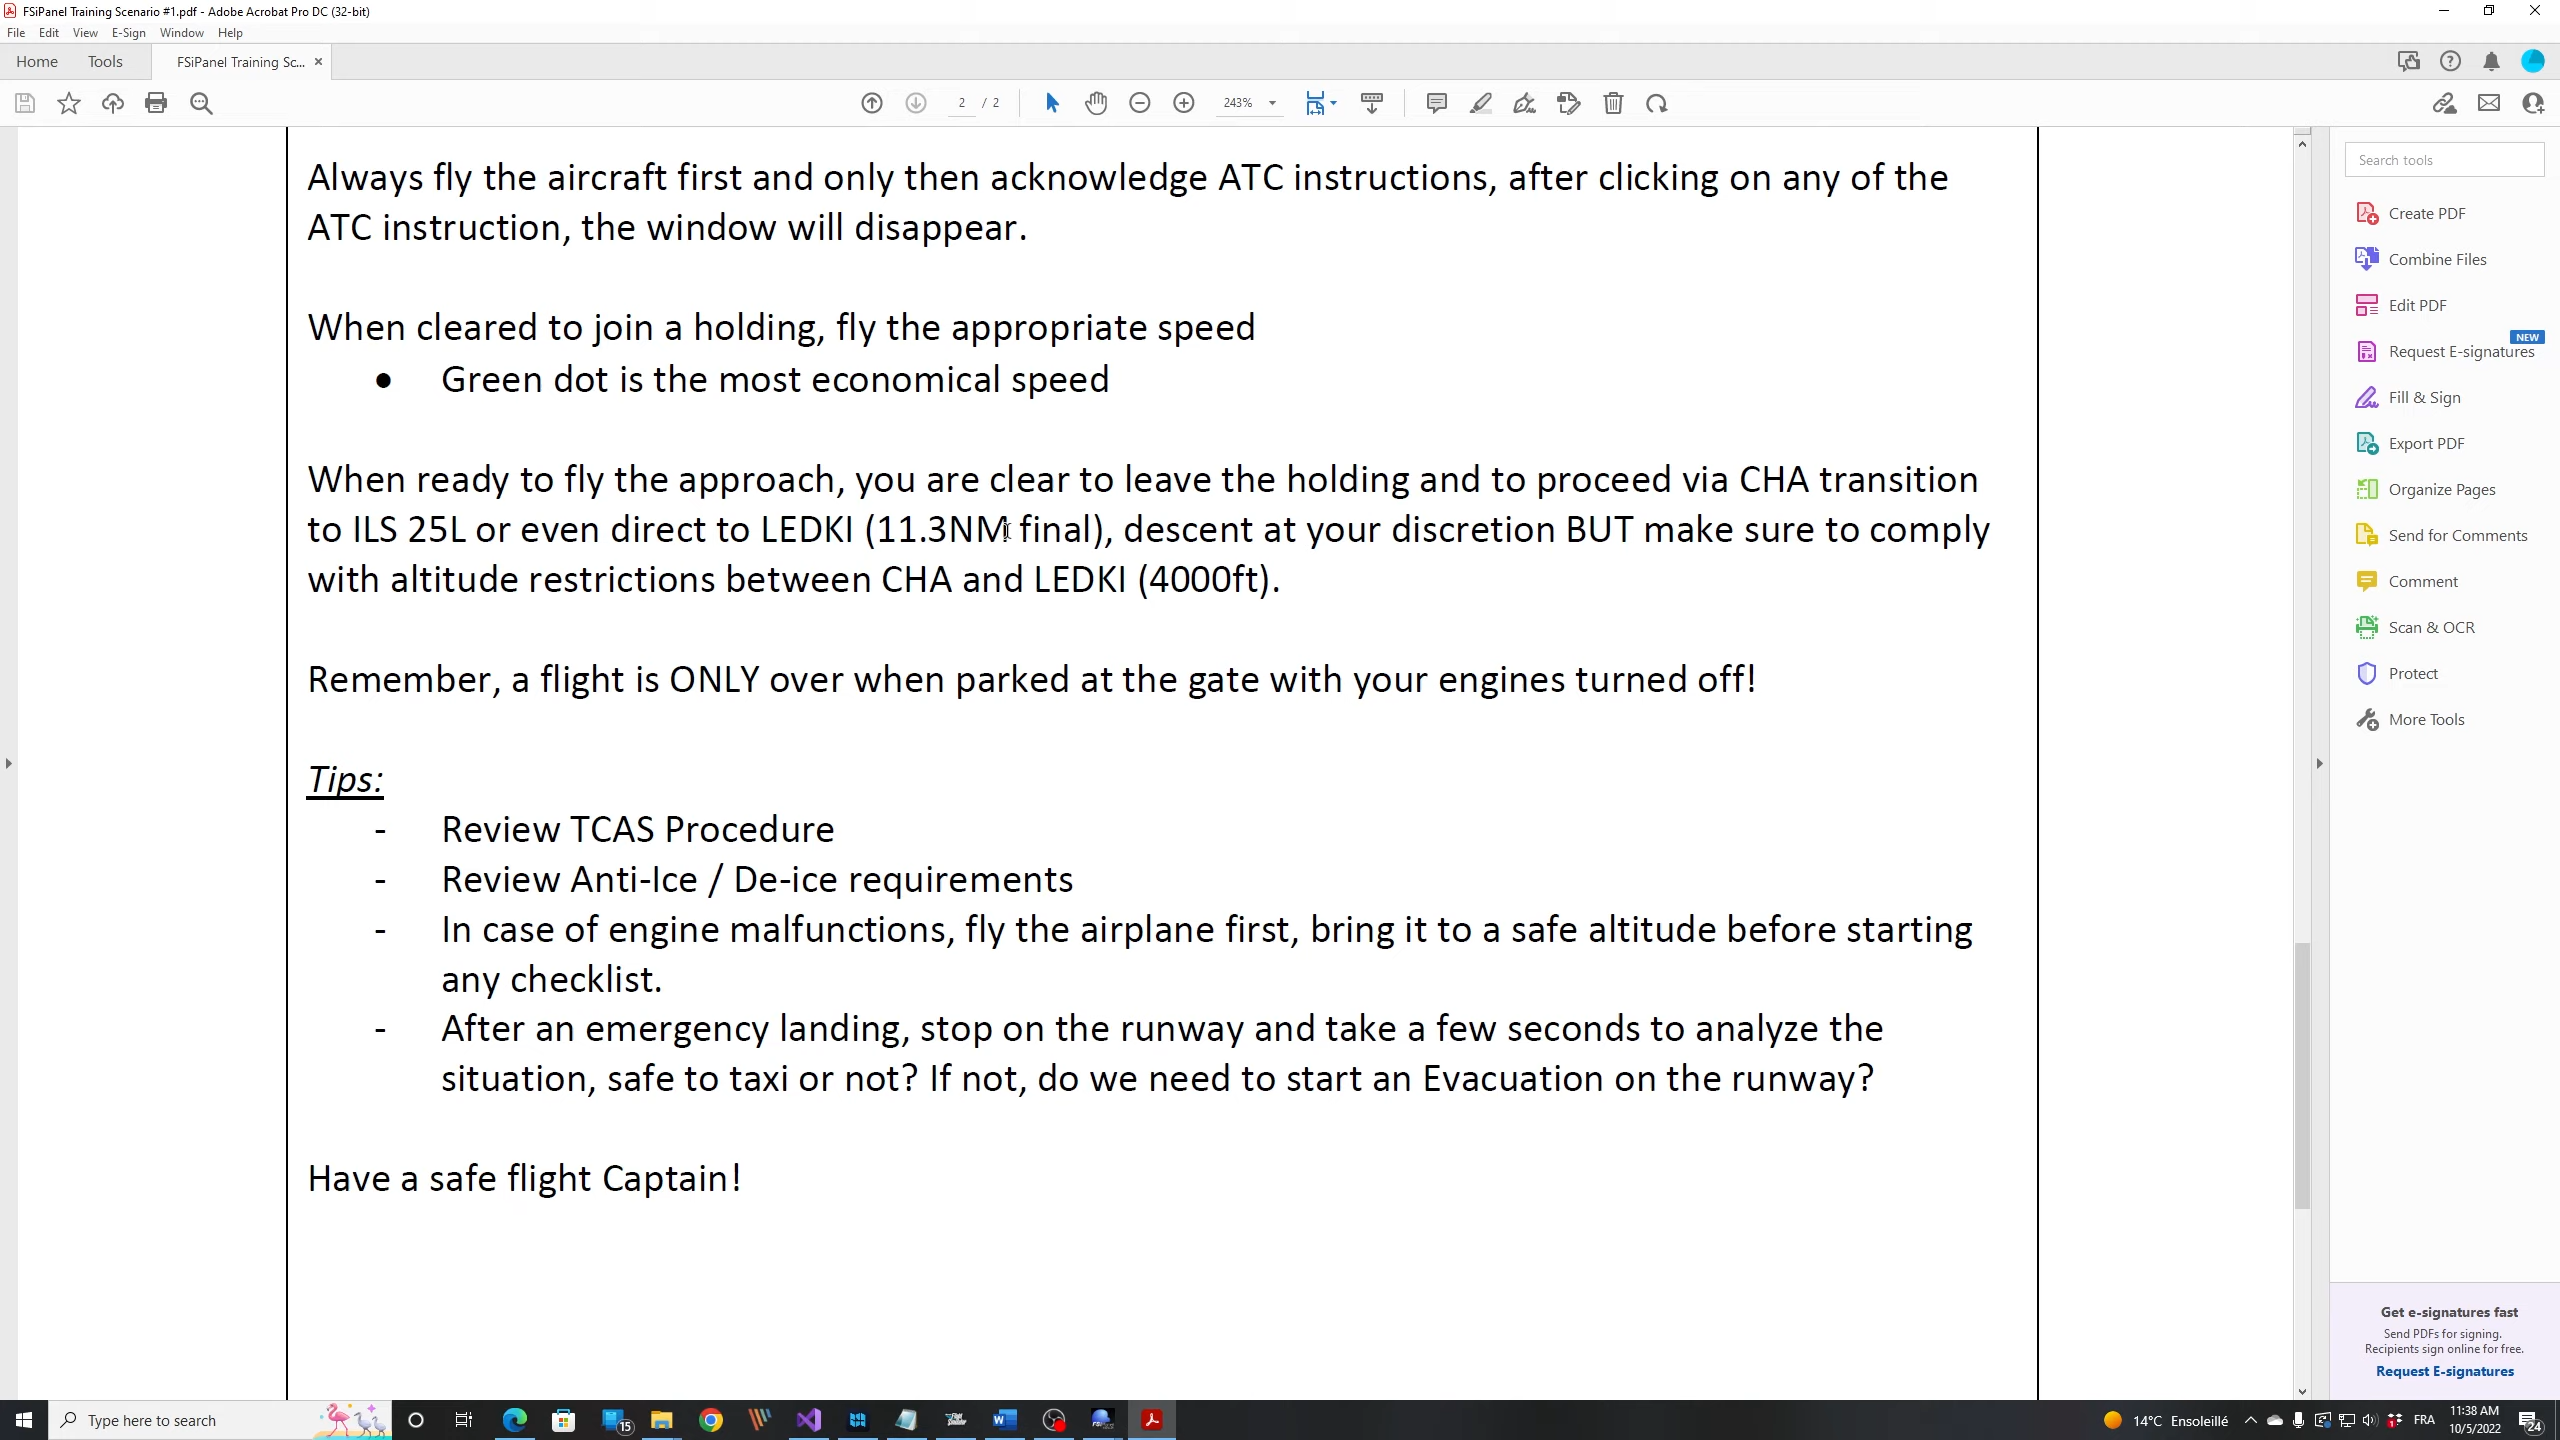 FSiPanel Training Scenario #1.pdf - Adobe Acrobat Pro DC (32-bit)
File Edit View E-Sign Window Help
Home Tools FSiPanel Training Sc... ×
2 / 2 243%
Always fly the aircraft first and only then acknowledge ATC instructions, after clicking on any of the
ATC instruction, the window will disappear.
When cleared to join a holding, fly the appropriate speed
● Green dot is the most economical speed
When ready to fly the approach, you are clear to leave the holding and to proceed via CHA transition
to ILS 25L or even direct to LEDKI (11.3NM final), descent at your discretion BUT make sure to comply
with altitude restrictions between CHA and LEDKI (4000ft).
Remember, a flight is ONLY over when parked at the gate with your engines turned off!
Tips:
- Review TCAS Procedure
- Review Anti-Ice / De-ice requirements
- In case of engine malfunctions, fly the airplane first, bring it to a safe altitude before starting
any checklist.
- After an emergency landing, stop on the runway and take a few seconds to analyze the
situation, safe to taxi or not? If not, do we need to start an Evacuation on the runway?
Have a safe flight Captain!
Search tools
Create PDF
Combine Files
Edit PDF
NEW
Request E-signatures
Fill & Sign
Export PDF
Organize Pages
Send for Comments
Comment
Scan & OCR
Protect
More Tools
Get e-signatures fast
Send PDFs for signing.
Recipients sign online for free.
Request E-signatures
Type here to search
15
14°C Ensoleillé
FRA
11:38 AM
10/5/2022
24